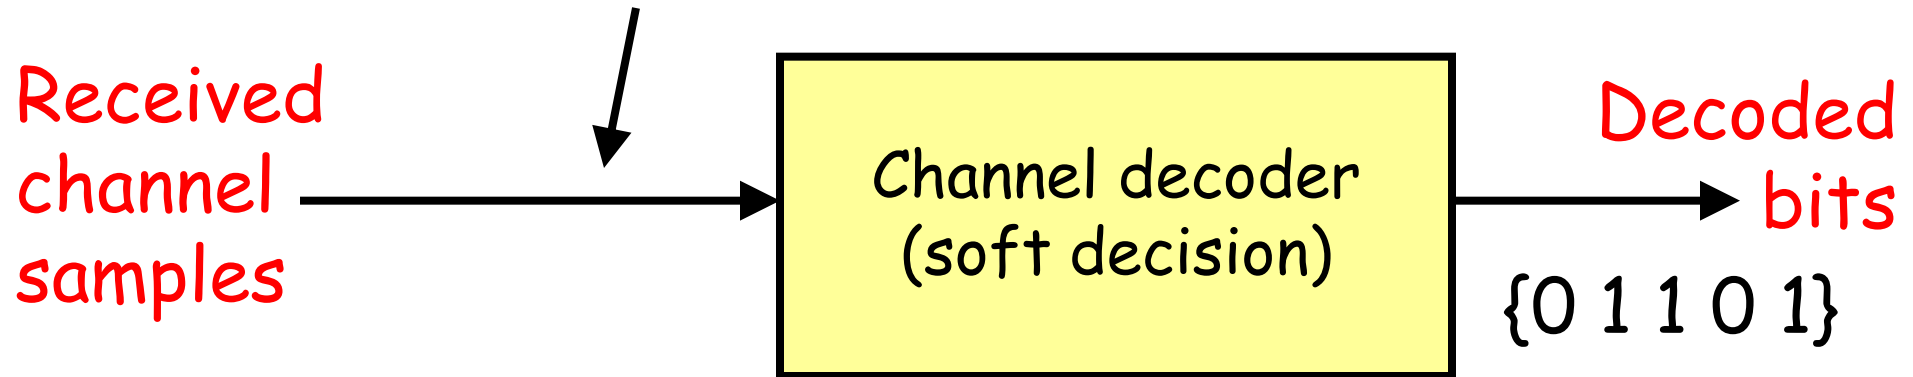 Received
channel
samples
Channel decoder
(soft decision)
Decoded
bits
{0 1 1 0 1}